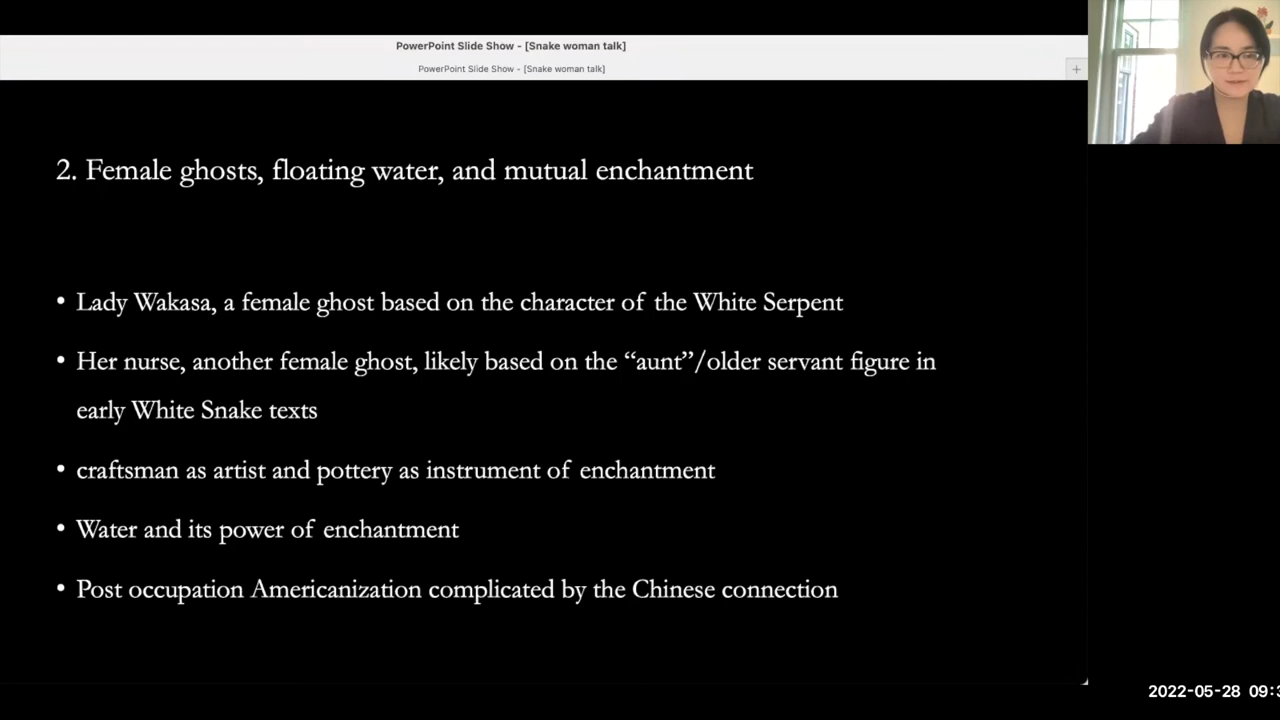 PowerPoint Slide Show - [Snake woman talk]
PowerPoint Slide Show - [Snake woman talk]
2. Female ghosts, floating water, and mutual enchantment
• Lady Wakasa, a female ghost based on the character of the White Serpent
• Her nurse, another female ghost, likely based on the “aunt”/older servant figure in
early White Snake texts
• craftsman as artist and pottery as instrument of enchantment
• Water and its power of enchantment
• Post occupation Americanization complicated by the Chinese connection
2022-05-28